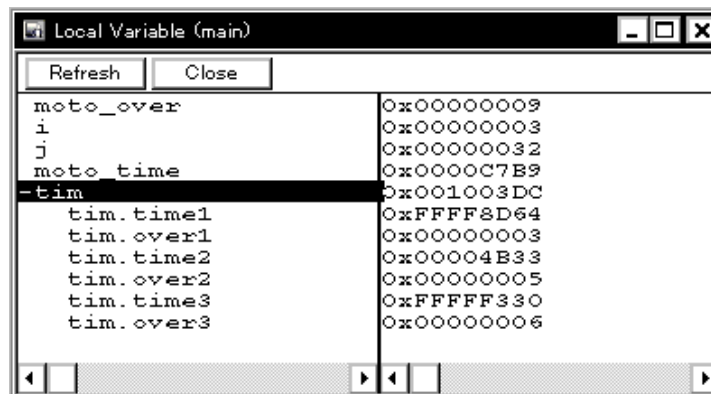 Local Variable (main)
Refresh Close
moto_over 0x00000009
i 0x00000003
j 0x00000032
moto_time 0x0000C7B9
-tim 0x001003DC
tim.time1 0xFFFF8D64
tim.over1 0x00000003
tim.time2 0x00004B33
tim.over2 0x00000005
tim.time3 0xFFFFF330
tim.over3 0x00000006